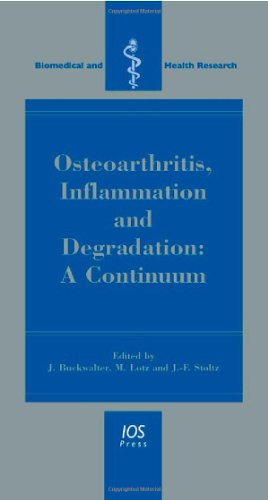 Biomedical and Health Research
Osteoarthritis,
Inflammation
and
Degradation:
A Continuum
Edited by
J. Buckwalter, M. Lotz and J.-F. Stoltz
IOS
Press